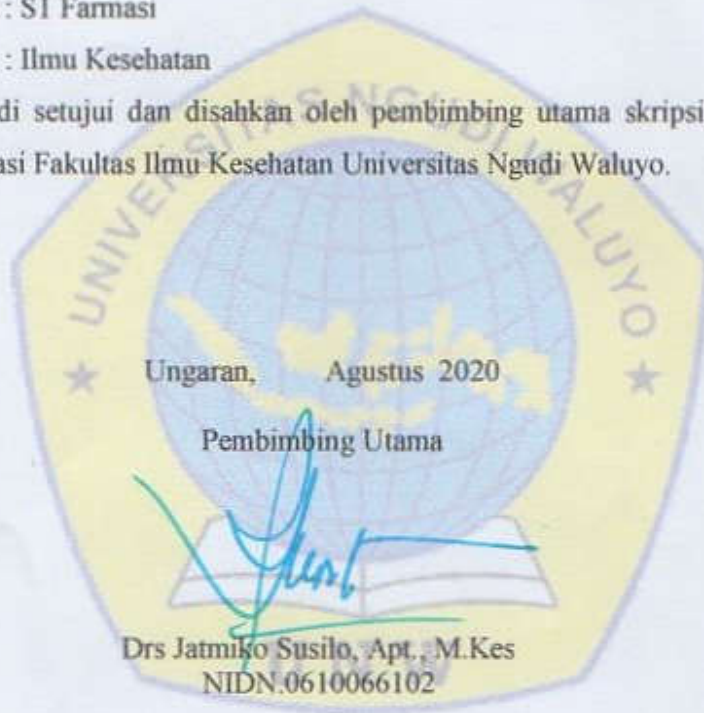 : S1 Farmasi
: Ilmu Kesehatan
di setujui dan disahkan oleh pembimbing utama skripsi
asi Fakultas Ilmu Kesehatan Universitas Ngudi Waluyo.
UNIVERSITAS NGUDI WALUYO
Ungaran, Agustus 2020
Pembimbing Utama
Drs Jatmiko Susilo, Apt., M.Kes
NIDN.0610066102